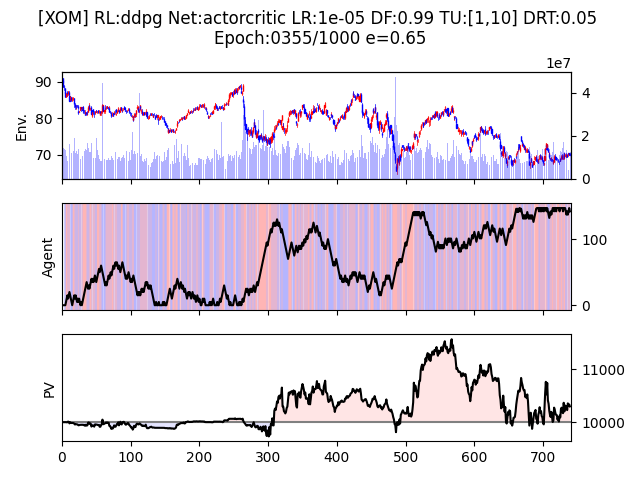 [XOM] RL:ddpg Net:actorcritic LR:1e-05 DF:0.99 TU:[1,10] DRT:0.05
Epoch:0355/1000 e=0.65
1e7
90
80
70
Env.
4
2
0
Agent
100
0
PV
11000
10000
0 100 200 300 400 500 600 700